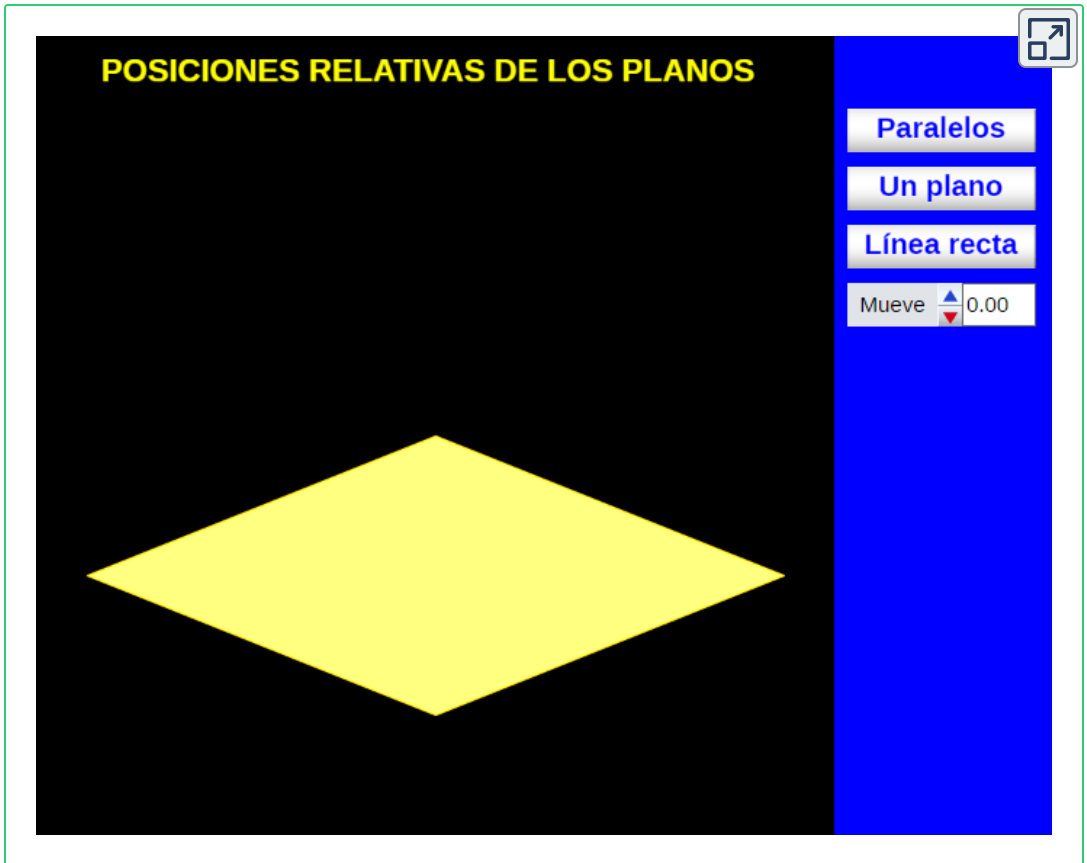 POSICIONES RELATIVAS DE LOS PLANOS
Paralelos
Un plano
Línea recta
Mueve 0.00